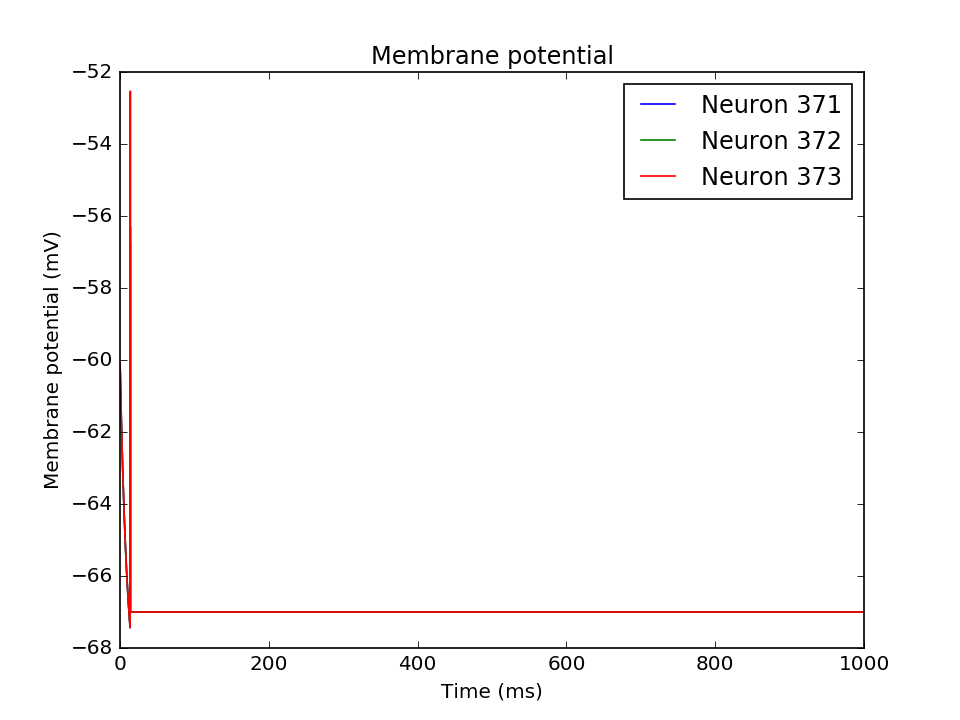 Membrane potential
−52
−54
−56
−58
−60
−62
−64
−66
−68
Membrane potential (mV)
Neuron 371
Neuron 372
Neuron 373
0 200 400 600 800 1000
Time (ms)